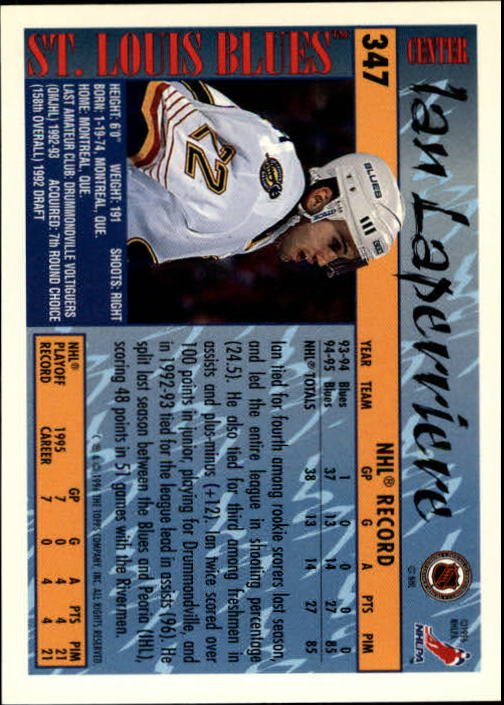 347
CENTER
Ian Laperriere
ST. LOUIS BLUES™
BLUES
22
HEIGHT: 6'0" WEIGHT: 191 SHOOTS: RIGHT
BORN: 1-19-74, MONTREAL, QUE.
HOME: MONTREAL, QUE.
LAST AMATEUR CLUB: DRUMMONDVILLE VOLTIGUERS
(QMJHL) 1992-93 ACQUIRED: 7th ROUND CHOICE
(158th OVERALL) 1992 DRAFT
NHL® RECORD
YEAR TEAM GP G A PTS PIM
93-94 Blues 1 0 0 0 0
94-95 Blues 37 13 14 27 85
NHL® TOTALS 38 13 14 27 85
Ian tied for fourth among rookie scorers last season,
and led the entire league in shooting percentage
(24.5). He also tied for third among freshmen in
assists and plus-minus (+12). Ian twice scored over
100 points in junior, playing for Drummondville, and
in 1992-93 tied for the league lead in assists (96). He
split last season between the Blues and Peoria (IHL),
scoring 48 points in 51 games with the Rivermen.
NHL® PLAYOFF RECORD
GP G A PTS PIM
1995 7 0 4 4 21
CAREER 7 0 4 4 21
NHL
© NHL
NHLPA